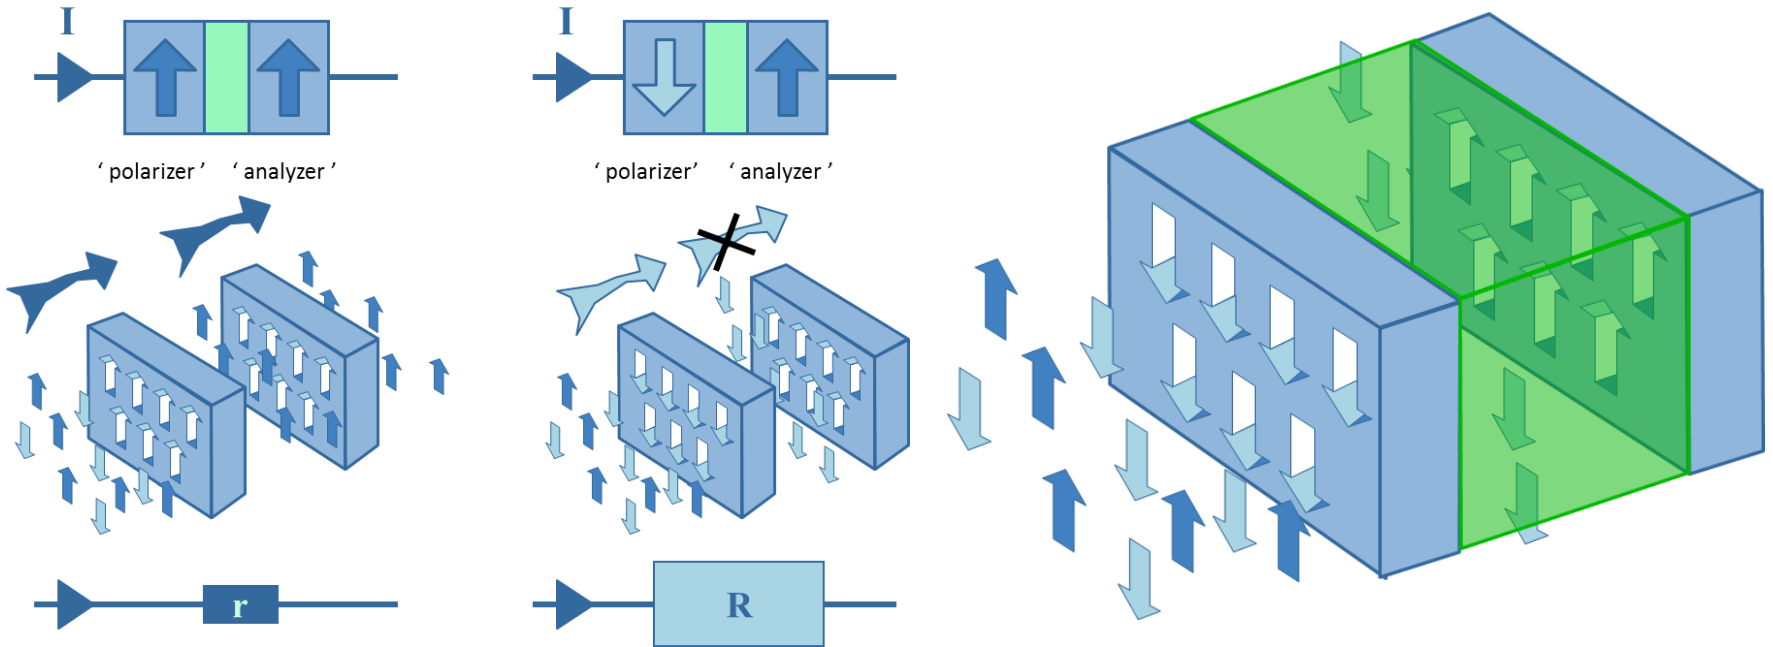 I
I
‘ polarizer ’ ‘ analyzer ’
‘ polarizer’ ‘ analyzer ’
r
R